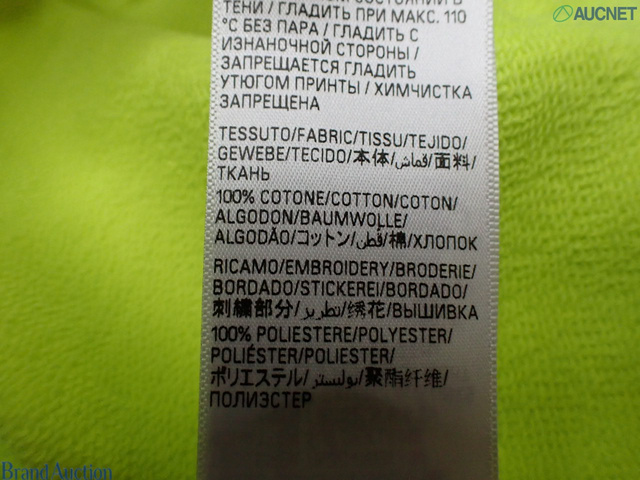 ТЕНИ / ГЛАДИТЬ ПРИ МАКС. 110
°C БЕЗ ПАРА / ГЛАДИТЬ С
ИЗНАНОЧНОЙ СТОРОНЫ /
ЗАПРЕЩАЕТСЯ ГЛАДИТЬ
УТЮГОМ ПРИНТЫ / ХИМЧИСТКА
ЗАПРЕЩЕНА
TESSUTO/FABRIC/TISSU/TEJIDO/
GEWEBE/TECIDO/本体/قماش/面料/
ТКАНЬ
100% COTONE/COTTON/COTON/
ALGODON/BAUMWOLLE/
ALGODÃO/コットン/قطن/棉/ХЛОПОК
RICAMO/EMBROIDERY/BRODERIE/
BORDADO/STICKEREI/BORDADO/
刺繍部分/تطريز/绣花/ВЫШИВКА
100% POLIESTERE/POLYESTER/
POLIÉSTER/POLIESTER/
ポリエステル/بوليستر/聚酯纤维/
ПОЛИЭСТЕР
AUCNET
Brand Auction